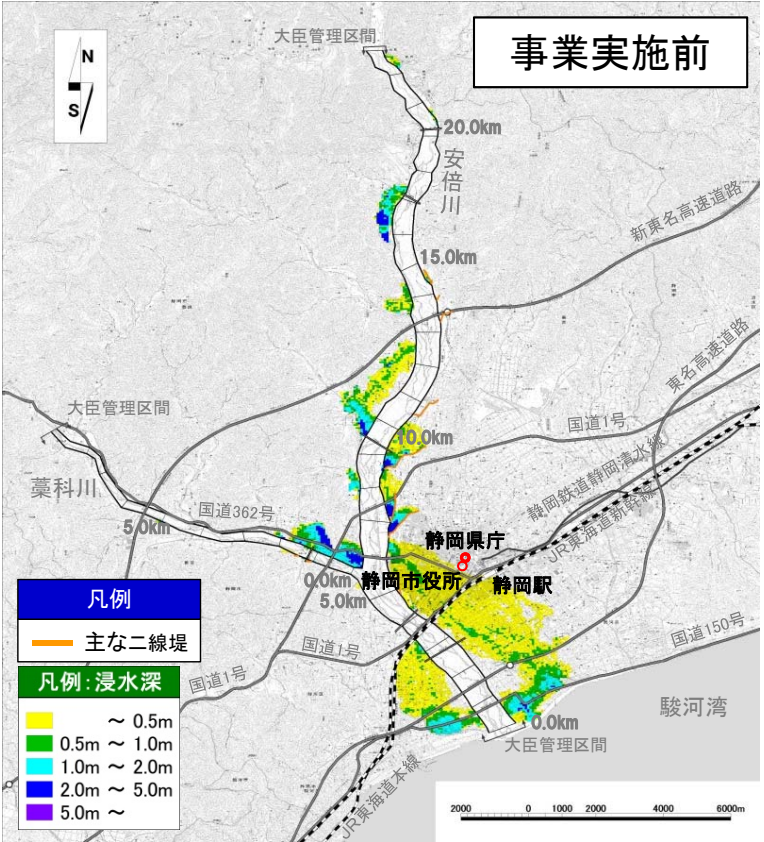 大臣管理区間
事業実施前
N
S
20.0km
安倍川
新東名高速道路
15.0km
東名高速道路
大臣管理区間
国道1号
10.0km
藁科川
静岡鉄道静岡清水線
国道362号
5.0km
JR東海道新幹線
静岡県庁
0.0km
静岡市役所
静岡駅
5.0km
凡例
主な二線堤
国道1号
国道150号
国道1号
凡例:浸水深
～ 0.5m
0.5m ～ 1.0m
1.0m ～ 2.0m
2.0m ～ 5.0m
5.0m ～
駿河湾
0.0km
大臣管理区間
JR東海道本線
2000 0 1000 2000 4000 6000m